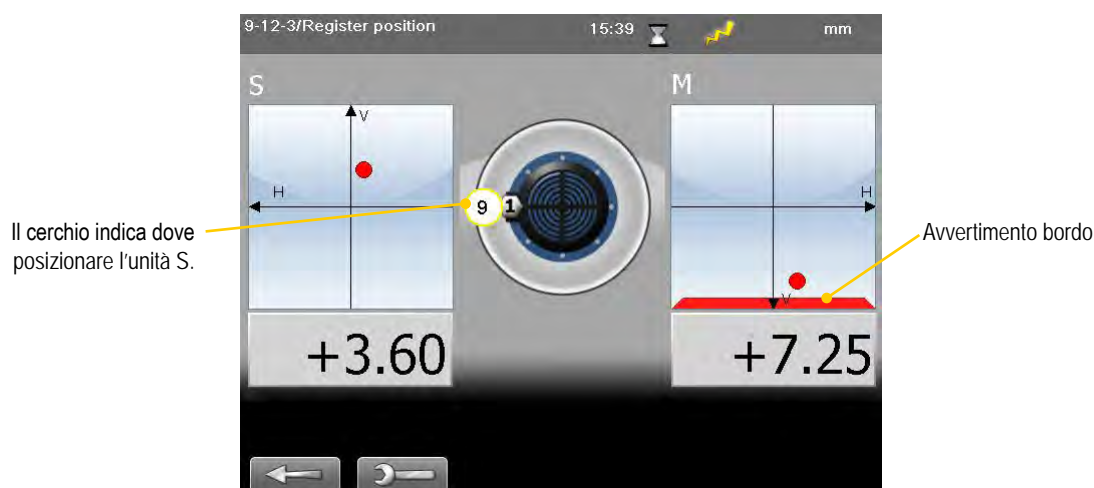 9-12-3/Register position
15:39
mm
S
M
V
H
9
1
H
V
Il cerchio indica dove
posizionare l'unità S.
Avvertimento bordo
+3.60
+7.25